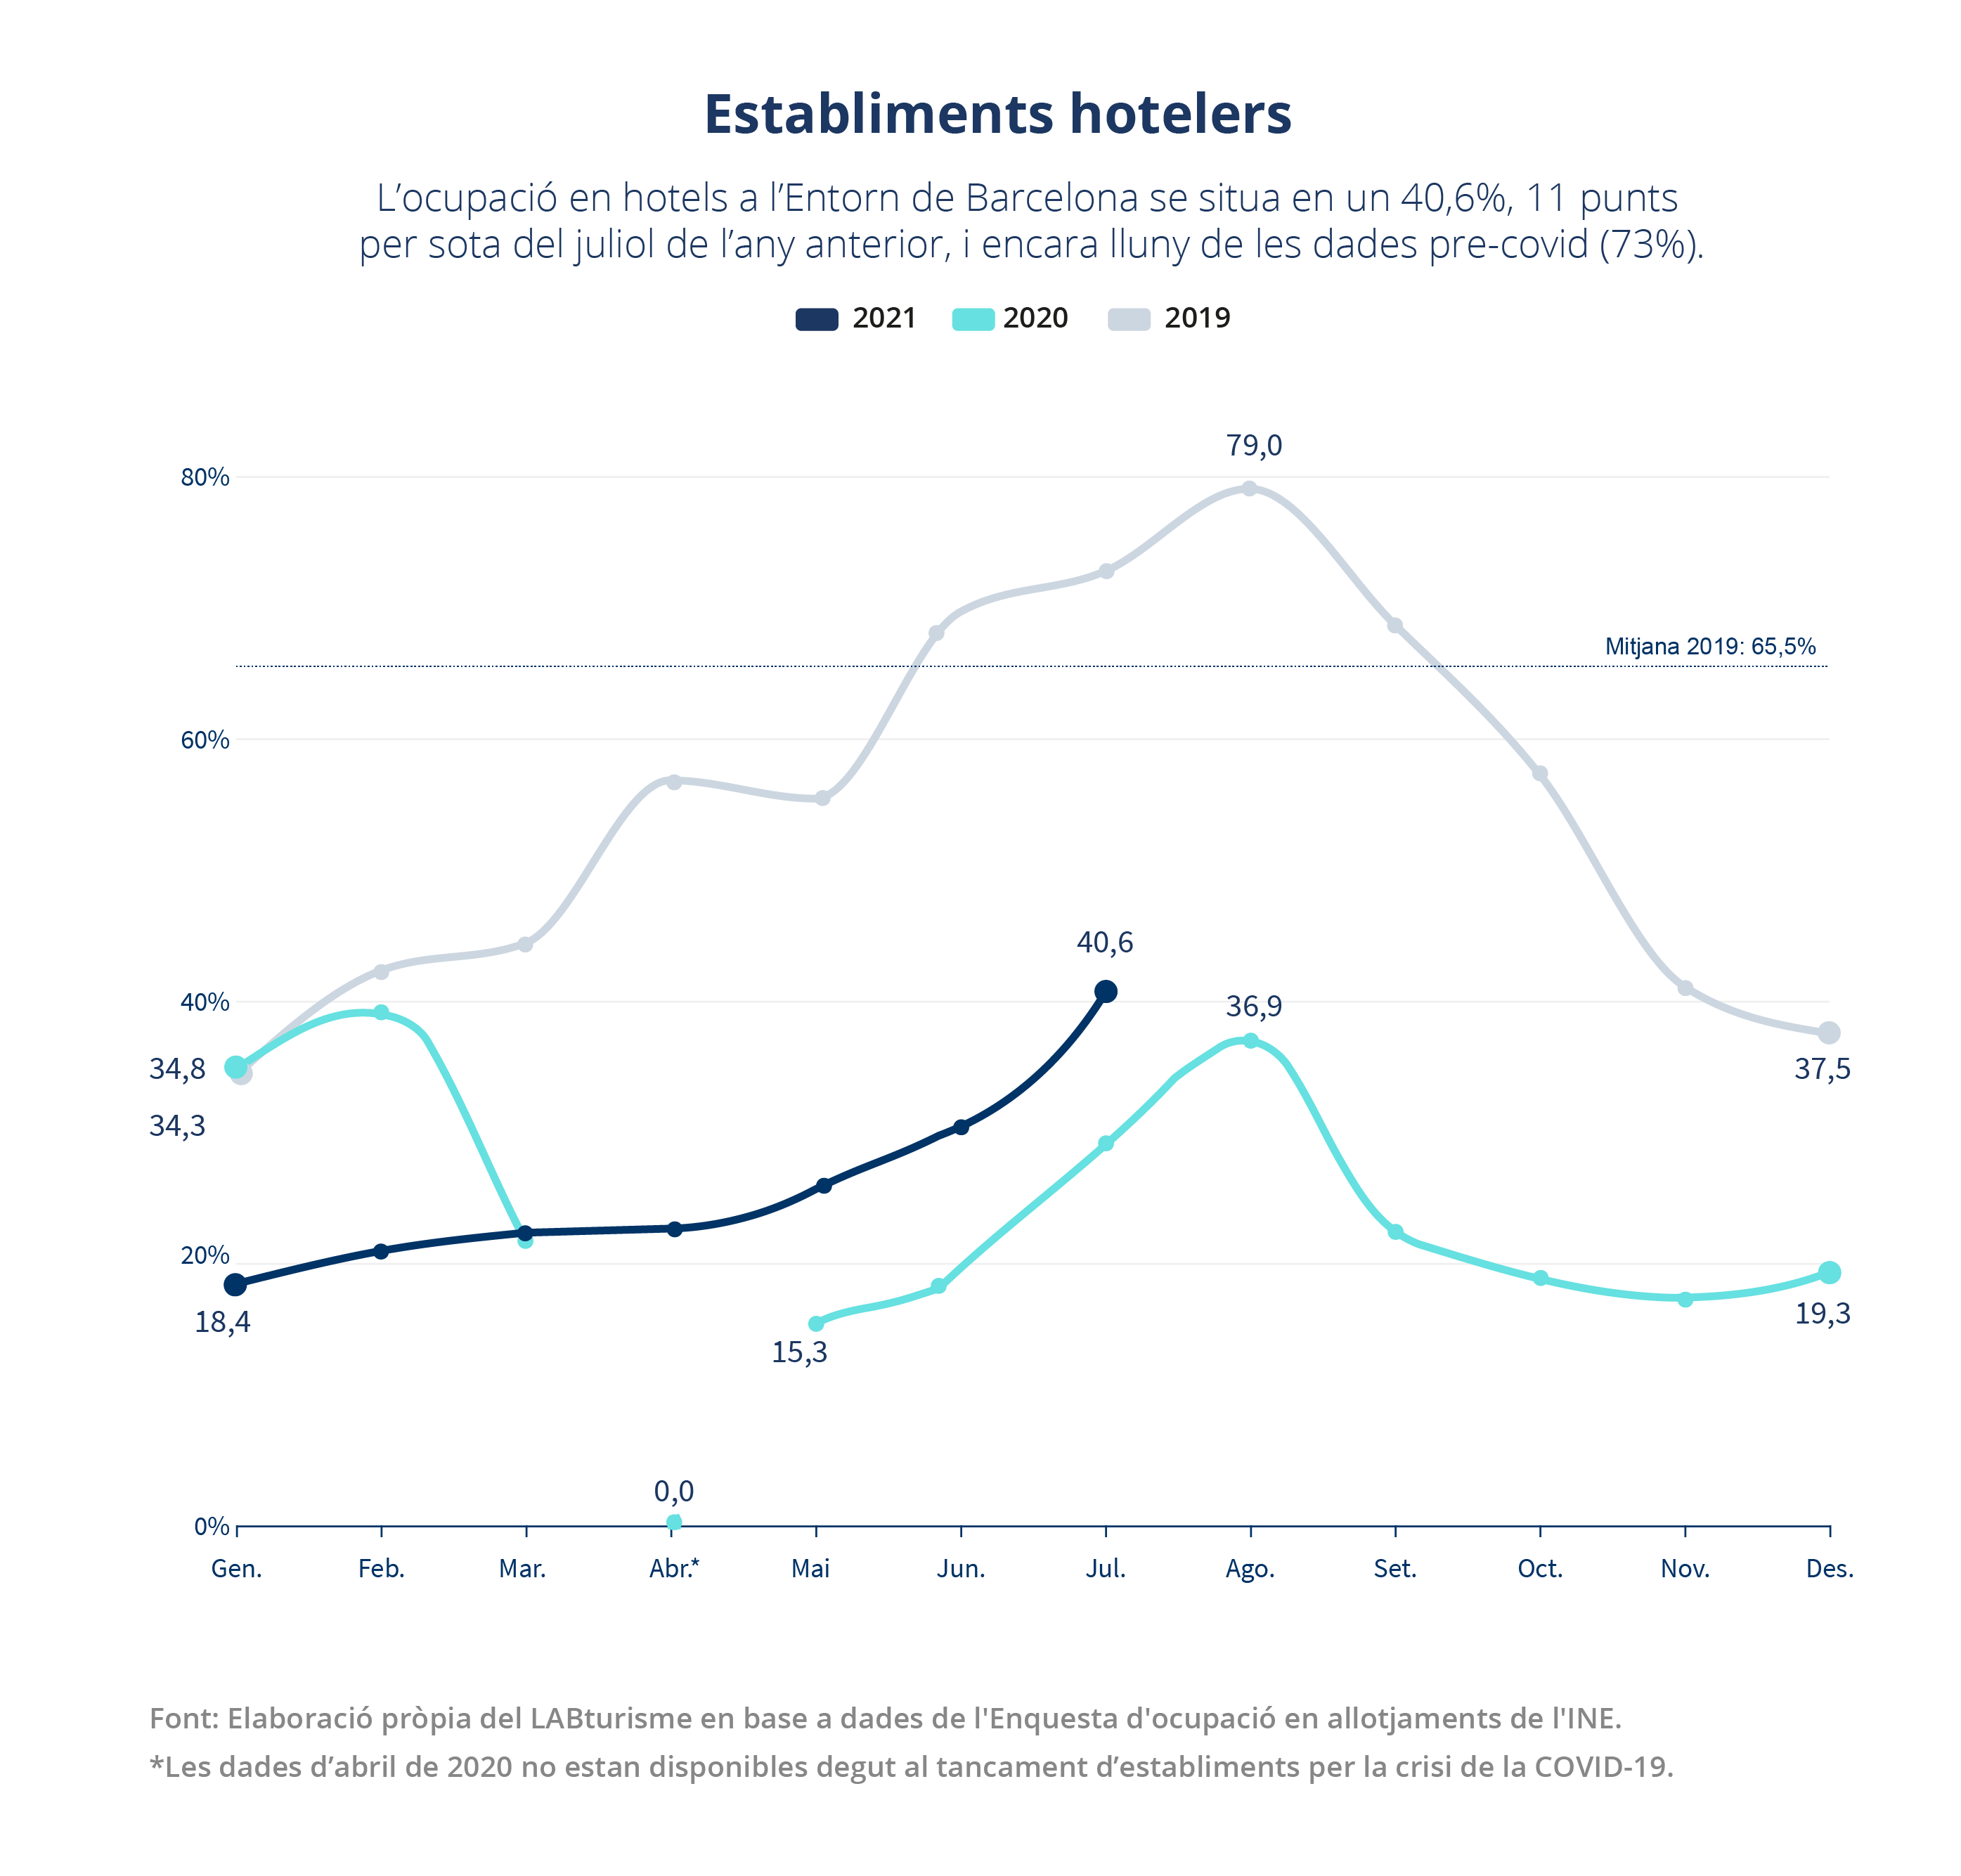 Establiments hotelers
L’ocupació en hotels a l’Entorn de Barcelona se situa en un 40,6%, 11 punts
per sota del juliol de l’any anterior, i encara lluny de les dades pre-covid (73%).
2021 2020 2019
79,0
80%
Mitjana 2019: 65,5%
60%
40,6
40%
36,9
34,8
37,5
34,3
20%
18,4
19,3
15,3
0,0
0%
Gen. Feb. Mar. Abr.* Mai Jun. Jul. Ago. Set. Oct. Nov. Des.
Font: Elaboració pròpia del LABturisme en base a dades de l'Enquesta d'ocupació en allotjaments de l'INE.
*Les dades d’abril de 2020 no estan disponibles degut al tancament d’establiments per la crisi de la COVID-19.